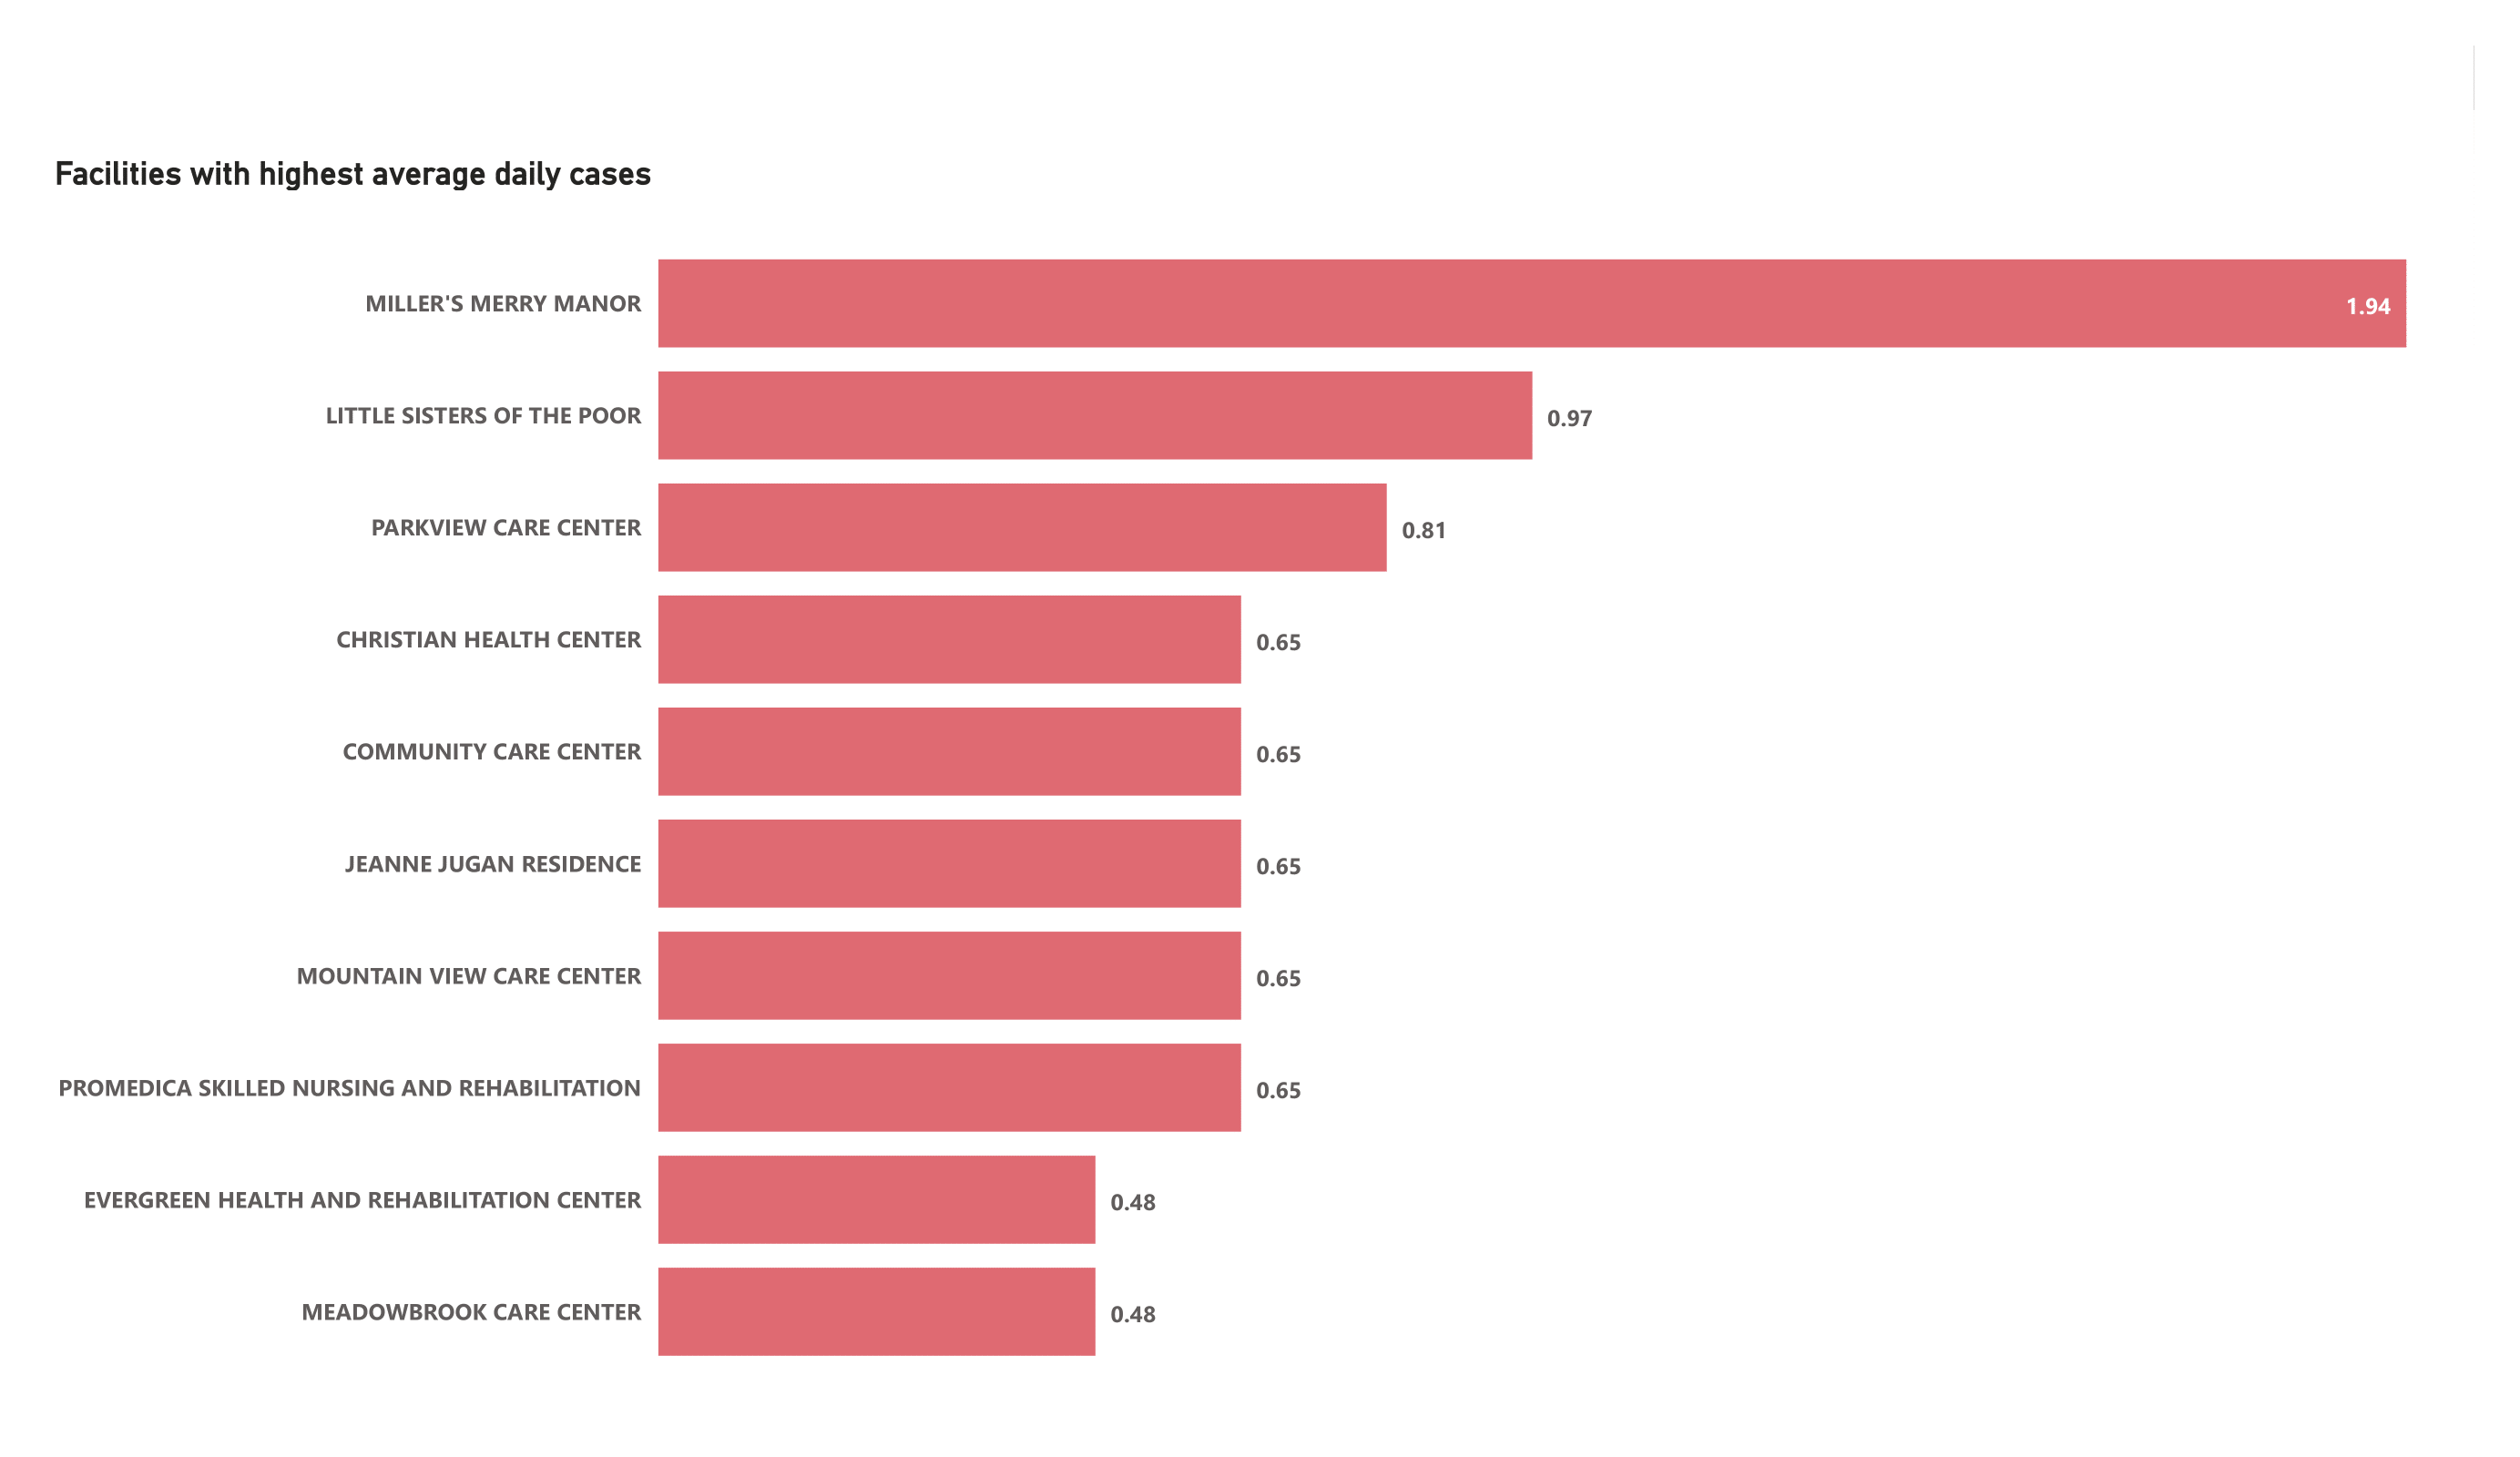 Facilities with highest average daily cases
MILLER'S MERRY MANOR 1.94
LITTLE SISTERS OF THE POOR 0.97
PARKVIEW CARE CENTER 0.81
CHRISTIAN HEALTH CENTER 0.65
COMMUNITY CARE CENTER 0.65
JEANNE JUGAN RESIDENCE 0.65
MOUNTAIN VIEW CARE CENTER 0.65
PROMEDICA SKILLED NURSING AND REHABILITATION 0.65
EVERGREEN HEALTH AND REHABILITATION CENTER 0.48
MEADOWBROOK CARE CENTER 0.48